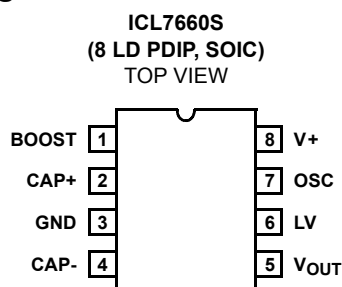 ICL7660S
(8 LD PDIP, SOIC)
TOP VIEW
BOOST 1 8 V+
CAP+ 2 7 OSC
GND 3 6 LV
CAP- 4 5 VOUT